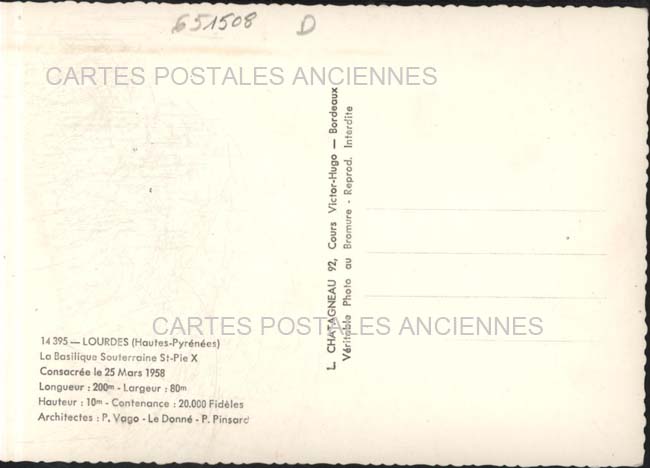 651508 D
CARTES POSTALES ANCIENNES
L. CHATAGNEAU 92, Cours Victor-Hugo — Bordeaux
Véritable Photo au Bromure - Reprod. Interdite
CARTES POSTALES ANCIENNES
14 395 — LOURDES (Hautes-Pyrénées)
La Basilique Souterraine St-Pie X
Consacrée le 25 Mars 1958
Longueur : 200m - Largeur : 80m
Hauteur : 10m - Contenance : 20.000 Fidèles
Architectes : P. Vago - Le Donné - P. Pinsard